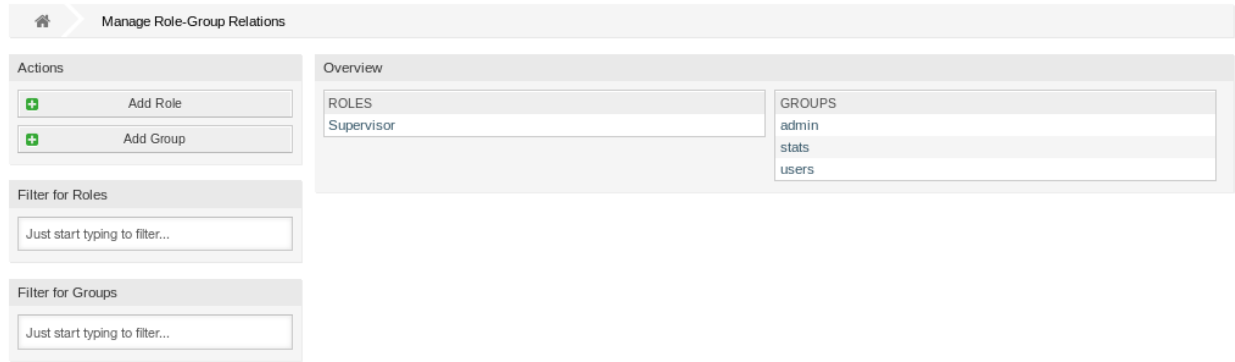 Manage Role-Group Relations
Actions
Add Role
Add Group
Filter for Roles
Just start typing to filter...
Filter for Groups
Just start typing to filter...
Overview
ROLES
Supervisor
GROUPS
admin
stats
users